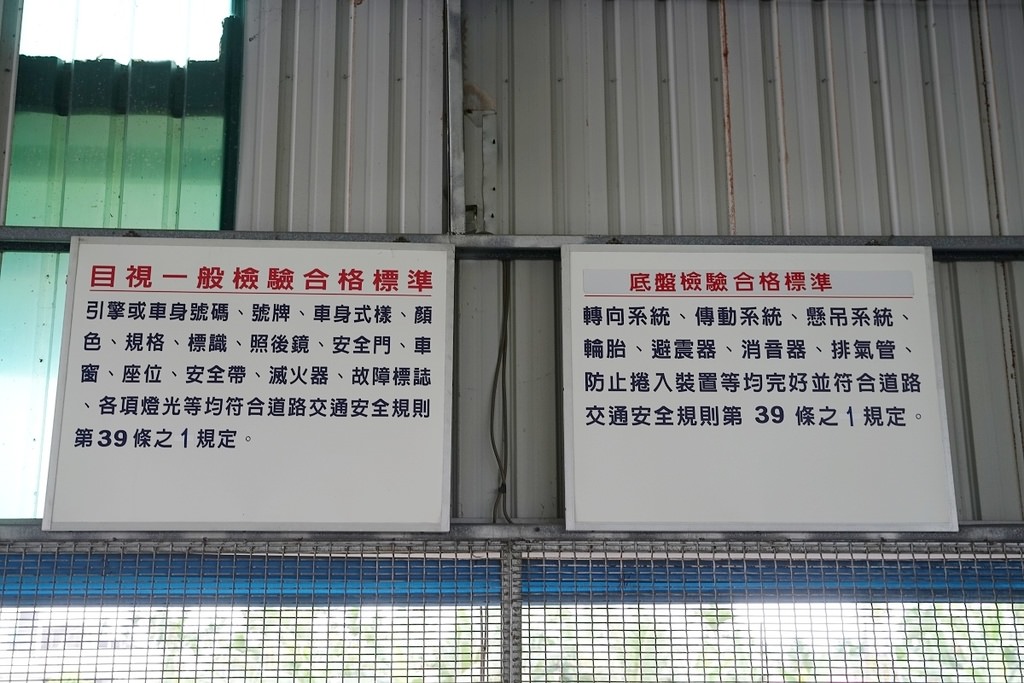 目視一般檢驗合格標準
引擎或車身號碼、號牌、車身式樣、顏
色、規格、標識、照後鏡、安全門、車
窗、座位、安全帶、滅火器、故障標誌
、各項燈光等均符合道路交通安全規則
第39條之1規定。
底盤檢驗合格標準
轉向系統、傳動系統、懸吊系統、
輪胎、避震器、消音器、排氣管、
防止捲入裝置等均完好並符合道路
交通安全規則第 39 條之1規定。